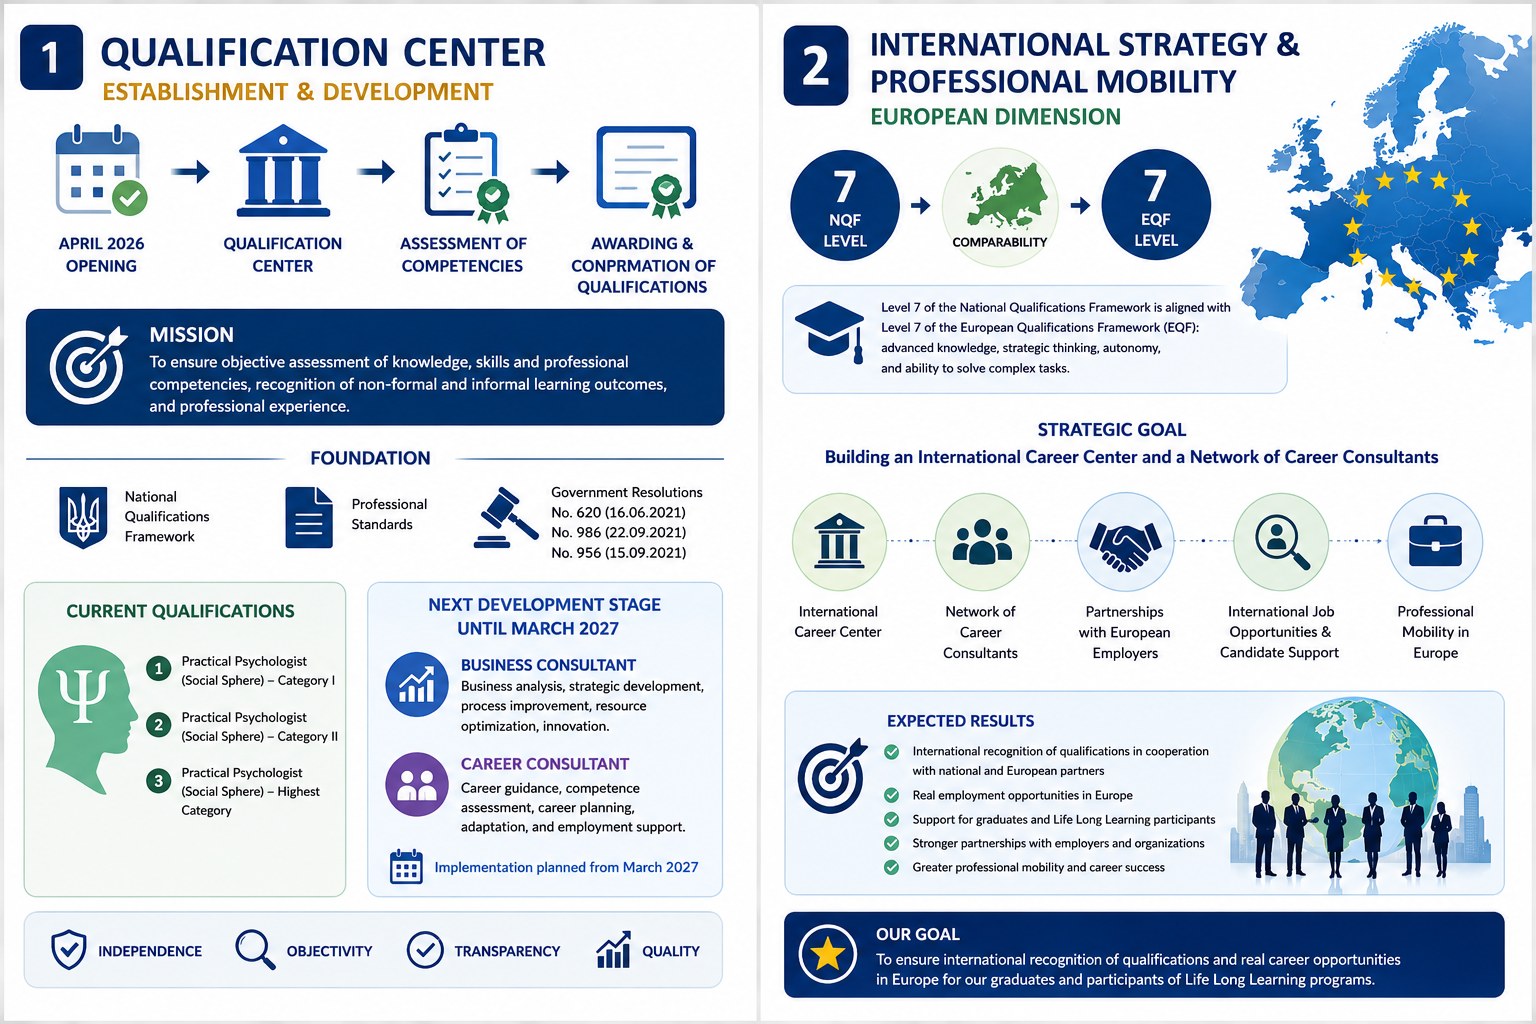 1
QUALIFICATION CENTER
ESTABLISHMENT & DEVELOPMENT
APRIL 2026
OPENING
QUALIFICATION
CENTER
ASSESSMENT OF
COMPETENCIES
AWARDING &
CONPRMATION OF
QUALIFICATIONS
MISSION
To ensure objective assessment of knowledge, skills and professional
competencies, recognition of non-formal and informal learning outcomes,
and professional experience.
FOUNDATION
National
Qualifications
Framework
Professional
Standards
Government Resolutions
No. 620 (16.06.2021)
No. 986 (22.09.2021)
No. 956 (15.09.2021)
CURRENT QUALIFICATIONS
Ψ
1
Practical Psychologist
(Social Sphere) – Category I
2
Practical Psychologist
(Social Sphere) – Category II
3
Practical Psychologist
(Social Sphere) – Highest
Category
NEXT DEVELOPMENT STAGE
UNTIL MARCH 2027
BUSINESS CONSULTANT
Business analysis, strategic development,
process improvement, resource
optimization, innovation.
CAREER CONSULTANT
Career guidance, competence
assessment, career planning,
adaptation, and employment support.
Implementation planned from March 2027
INDEPENDENCE
OBJECTIVITY
TRANSPARENCY
QUALITY
2
INTERNATIONAL STRATEGY &
PROFESSIONAL MOBILITY
EUROPEAN DIMENSION
7
NQF
LEVEL
COMPARABILITY
7
EQF
LEVEL
Level 7 of the National Qualifications Framework is aligned with
Level 7 of the European Qualifications Framework (EQF):
advanced knowledge, strategic thinking, autonomy,
and ability to solve complex tasks.
STRATEGIC GOAL
Building an International Career Center and a Network of Career Consultants
International
Career Center
Network of
Career
Consultants
Partnerships
with European
Employers
International Job
Opportunities &
Candidate Support
Professional
Mobility in
Europe
EXPECTED RESULTS
International recognition of qualifications in cooperation
with national and European partners
Real employment opportunities in Europe
Support for graduates and Life Long Learning participants
Stronger partnerships with employers and organizations
Greater professional mobility and career success
OUR GOAL
To ensure international recognition of qualifications and real career opportunities
in Europe for our graduates and participants of Life Long Learning programs.